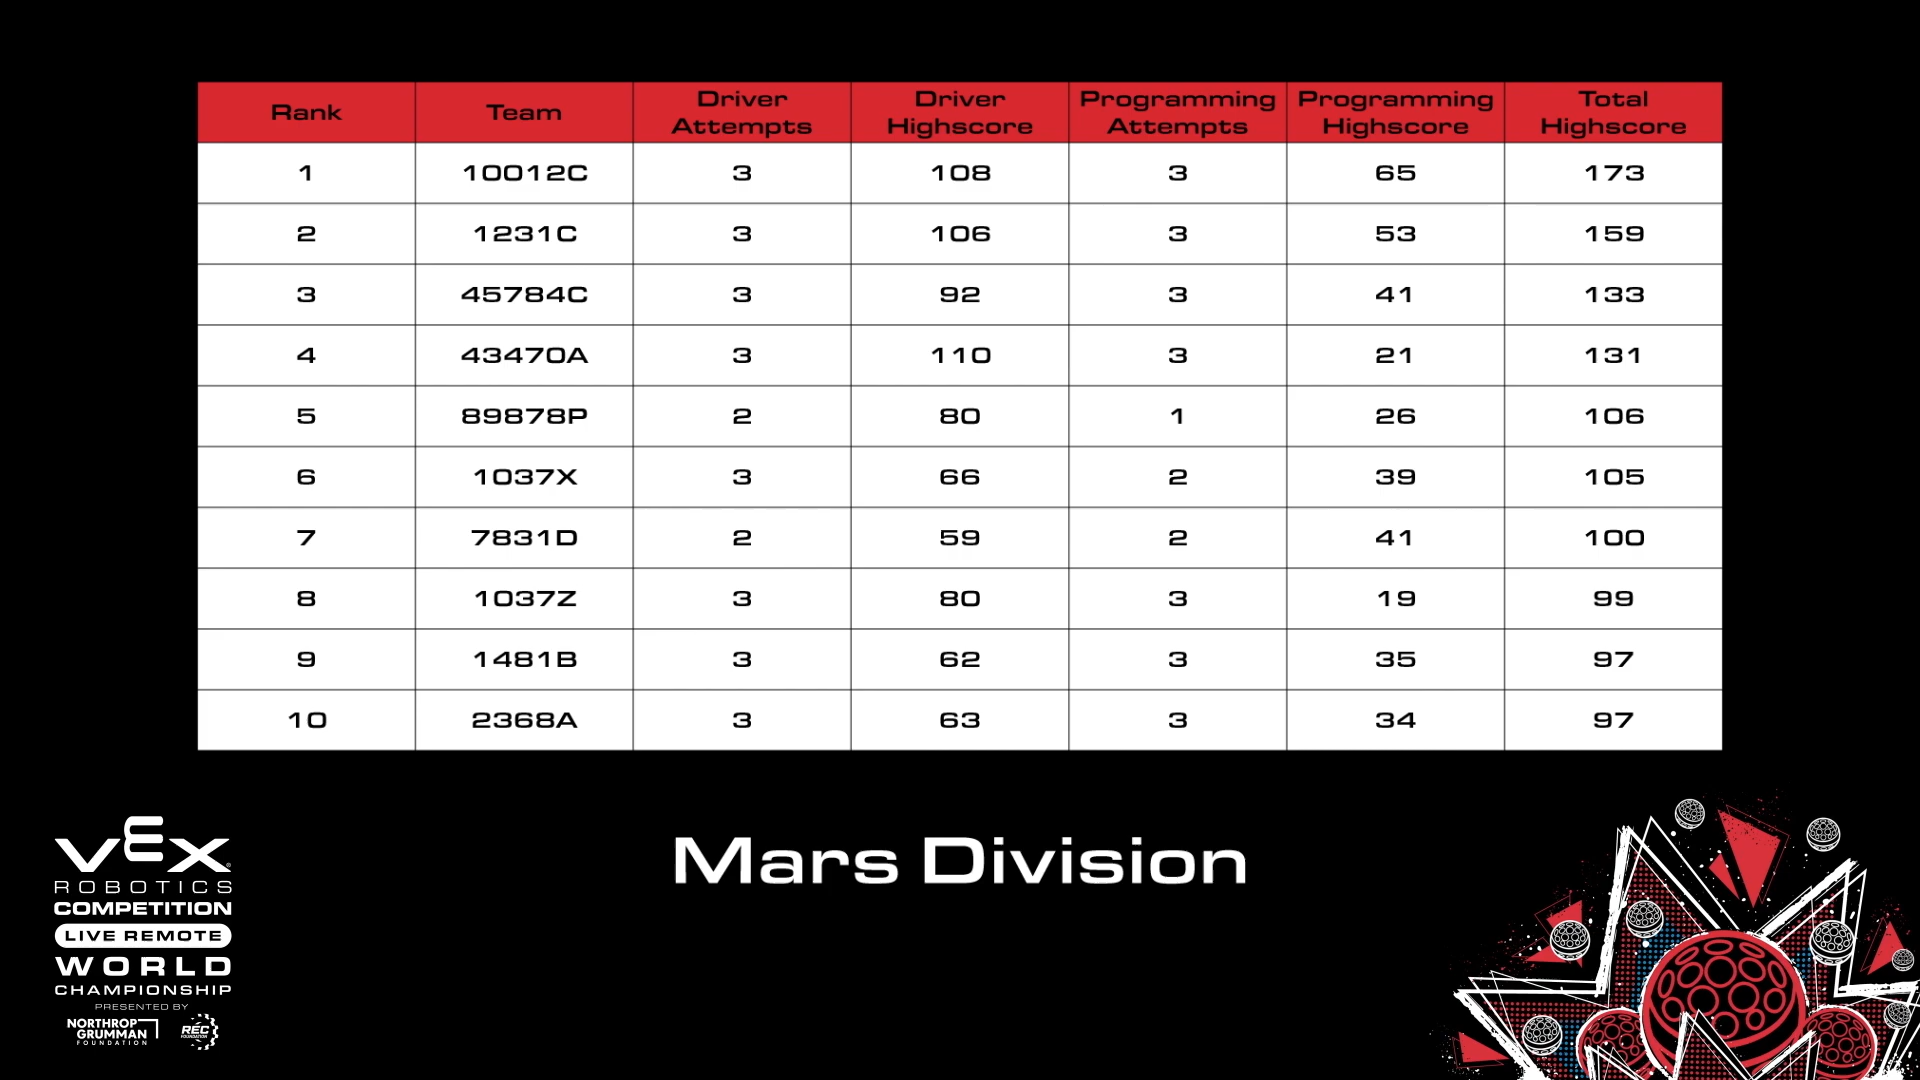 Rank Team Driver Attempts Driver Highscore Programming Attempts Programming Highscore Total Highscore
1 10012C 3 108 3 65 173
2 1231C 3 106 3 53 159
3 45784C 3 92 3 41 133
4 43470A 3 110 3 21 131
5 89878P 2 80 1 26 106
6 1037X 3 66 2 39 105
7 7831D 2 59 2 41 100
8 1037Z 3 80 3 19 99
9 1481B 3 62 3 35 97
10 2368A 3 63 3 34 97
Mars Division
VEX
ROBOTICS
COMPETITION
LIVE REMOTE
WORLD
CHAMPIONSHIP
PRESENTED BY
NORTHROP
GRUMMAN
FOUNDATION
REC
FOUNDATION